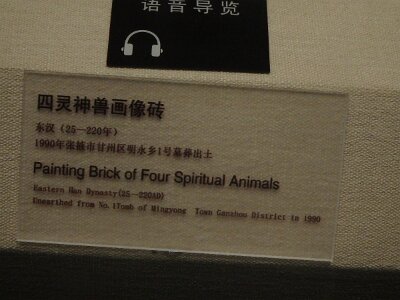 语音导览
四灵神兽画像砖
东汉（25—220年）
1990年张掖市甘州区明永乡1号墓葬出土
Painting Brick of Four Spiritual Animals
Eastern Han Dynasty(25—220AD)
Unearthed from No.1Tomb of Mingyong Town Ganzhou District in 1990